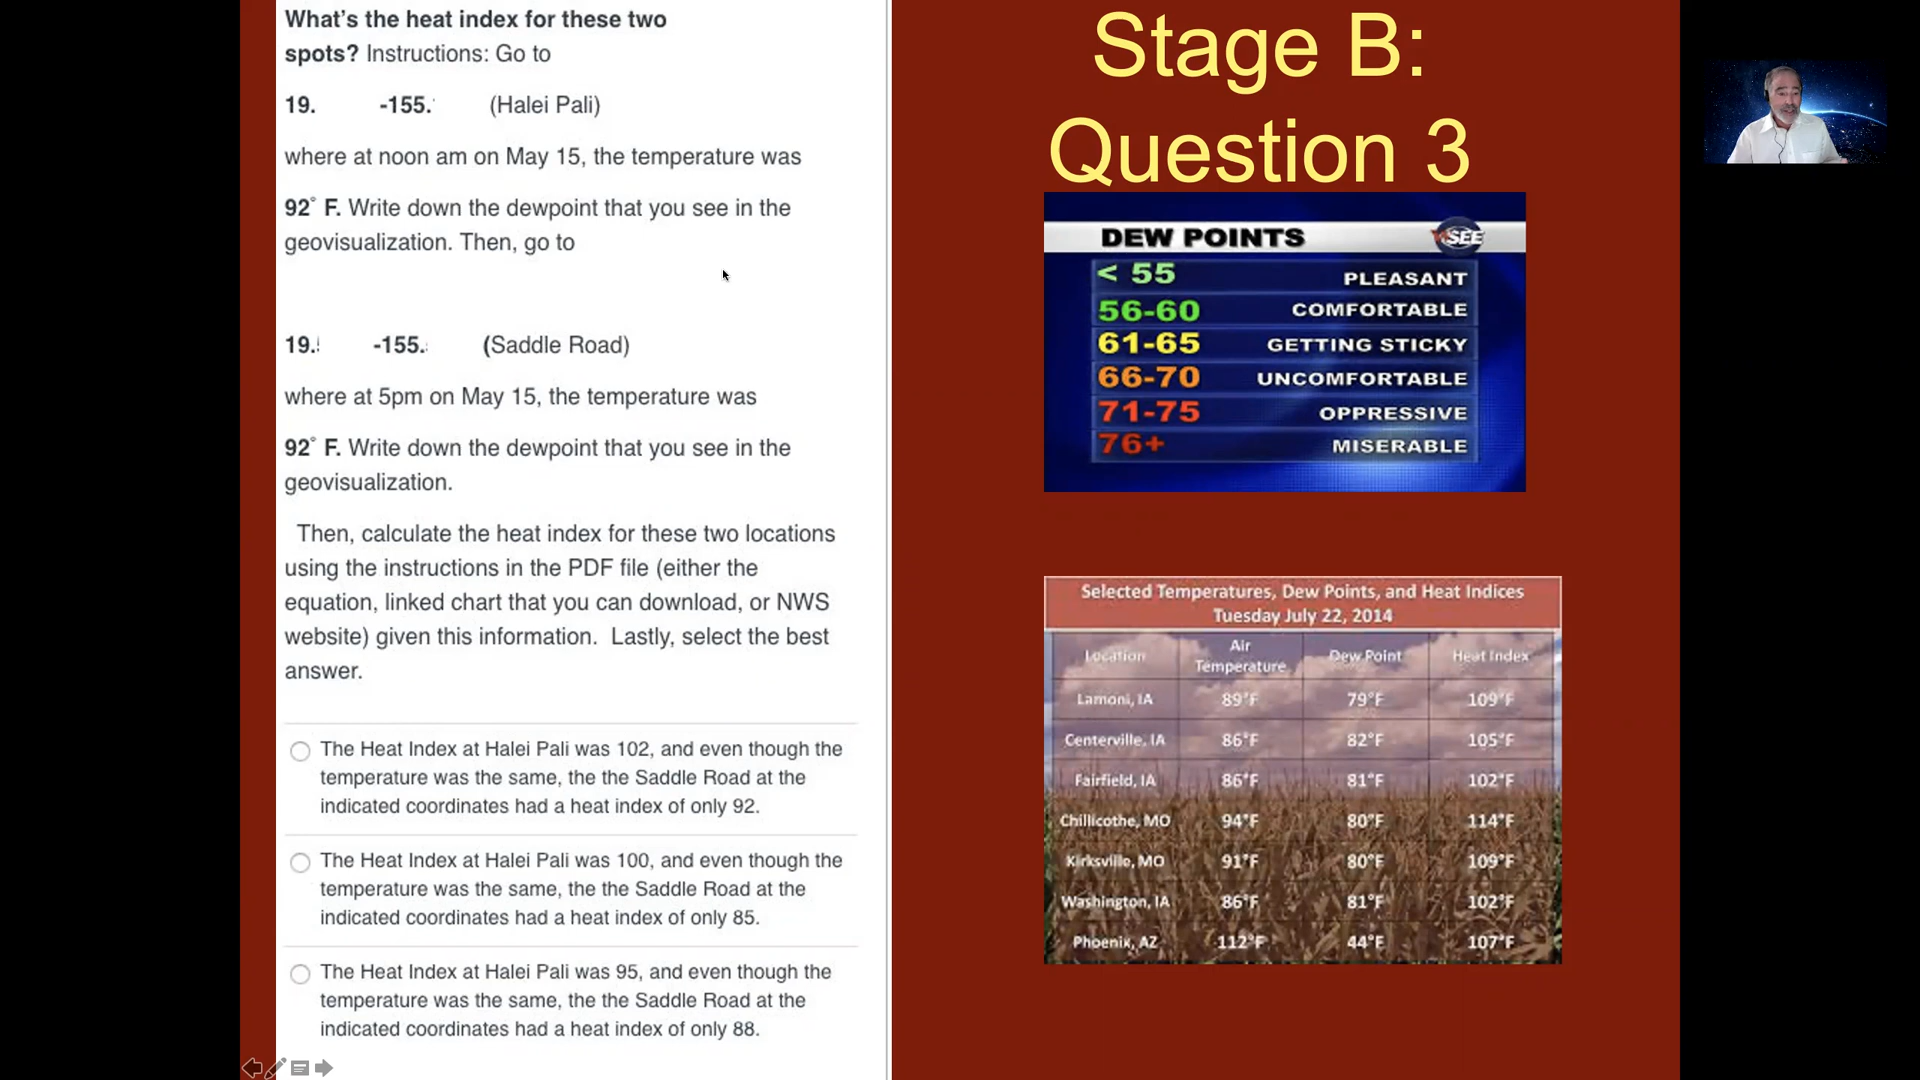 What's the heat index for these two
spots? Instructions: Go to
19. -155. (Halei Pali)
where at noon am on May 15, the temperature was
92° F. Write down the dewpoint that you see in the
geovisualization. Then, go to
19. -155. (Saddle Road)
where at 5pm on May 15, the temperature was
92° F. Write down the dewpoint that you see in the
geovisualization.
Then, calculate the heat index for these two locations
using the instructions in the PDF file (either the
equation, linked chart that you can download, or NWS
website) given this information. Lastly, select the best
answer.
The Heat Index at Halei Pali was 102, and even though the
temperature was the same, the the Saddle Road at the
indicated coordinates had a heat index of only 92.
The Heat Index at Halei Pali was 100, and even though the
temperature was the same, the the Saddle Road at the
indicated coordinates had a heat index of only 85.
The Heat Index at Halei Pali was 95, and even though the
temperature was the same, the the Saddle Road at the
indicated coordinates had a heat index of only 88.
Stage B:
Question 3
DEW POINTS
SEE
< 55 PLEASANT
56-60 COMFORTABLE
61-65 GETTING STICKY
66-70 UNCOMFORTABLE
71-75 OPPRESSIVE
76+ MISERABLE
Selected Temperatures, Dew Points, and Heat Indices
Tuesday July 22, 2014
Location Air Temperature Dew Point Heat Index
Lamoni, IA 89°F 79°F 109°F
Centerville, IA 86°F 82°F 105°F
Fairfield, IA 86°F 81°F 102°F
Chillicothe, MO 94°F 80°F 114°F
Kirksville, MO 91°F 80°F 109°F
Washington, IA 86°F 81°F 102°F
Phoenix, AZ 112°F 44°F 107°F